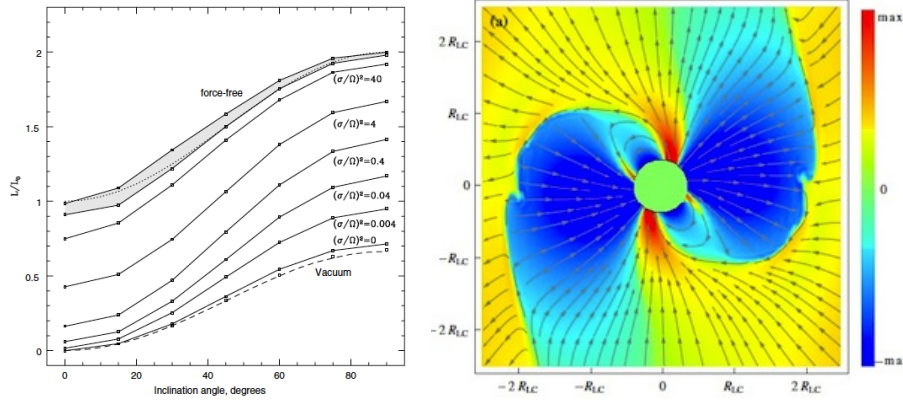 2
1.5
1
0.5
0
L/L₀
force-free
(σ/Ω)²=40
(σ/Ω)²=4
(σ/Ω)²=0.4
(σ/Ω)²=0.04
(σ/Ω)²=0.004
(σ/Ω)²=0
Vacuum
0 20 40 60 80
Inclination angle, degrees
(a)
2 R_LC
R_LC
0
−R_LC
−2 R_LC
−2 R_LC −R_LC 0 R_LC 2 R_LC
max
0
−ma